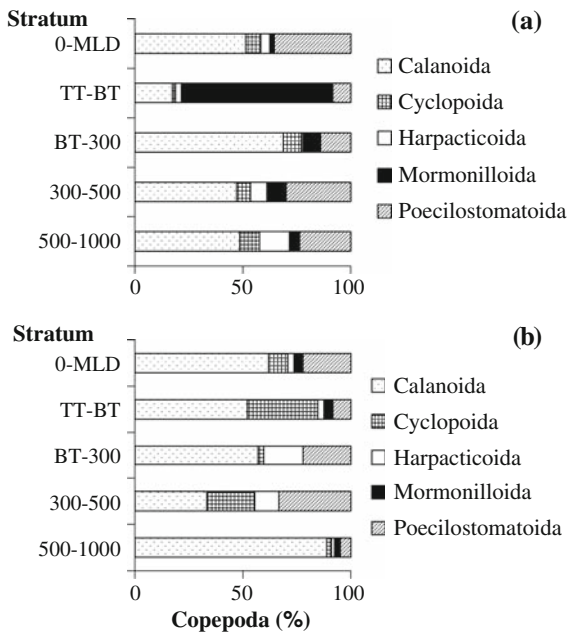 Stratum
(a)
0-MLD
TT-BT
BT-300
300-500
500-1000
0 50 100
Calanoida
Cyclopoida
Harpacticoida
Mormonilloida
Poecilostomatoida
Stratum
(b)
0-MLD
TT-BT
BT-300
300-500
500-1000
0 50 100
Copepoda (%)
Calanoida
Cyclopoida
Harpacticoida
Mormonilloida
Poecilostomatoida